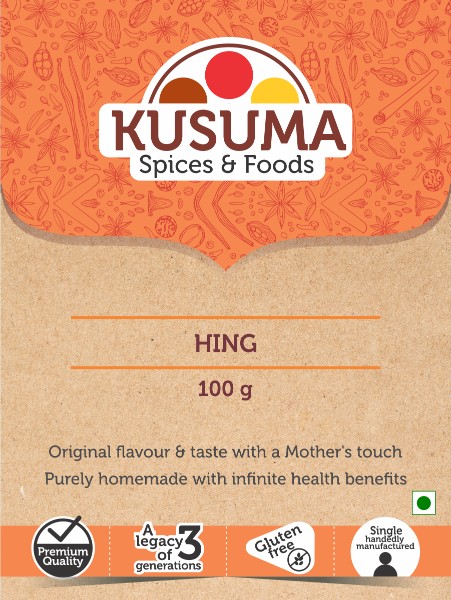 KUSUMA
Spices & Foods
HING
100 g
Original flavour & taste with a Mother's touch
Purely homemade with infinite health benefits
Premium
Quality
A
legacy
of 3
generations
Gluten
free
Single
handedly
manufactured